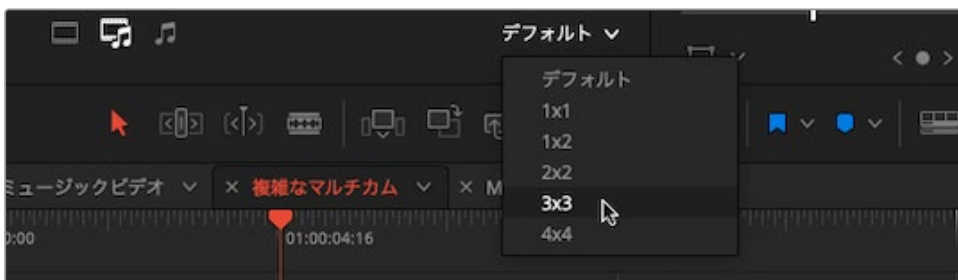 デフォルト
デフォルト
1x1
1x2
2x2
3x3
4x4
ミュージックビデオ × 複雑なマルチカム × M
0:00 01:00:04:16